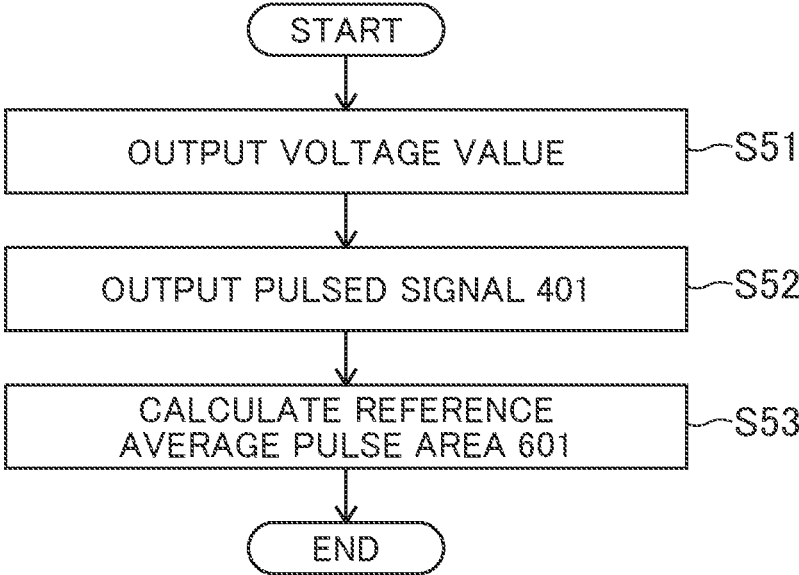 START
OUTPUT VOLTAGE VALUE
S51
OUTPUT PULSED SIGNAL 401
S52
CALCULATE REFERENCE
AVERAGE PULSE AREA 601
S53
END